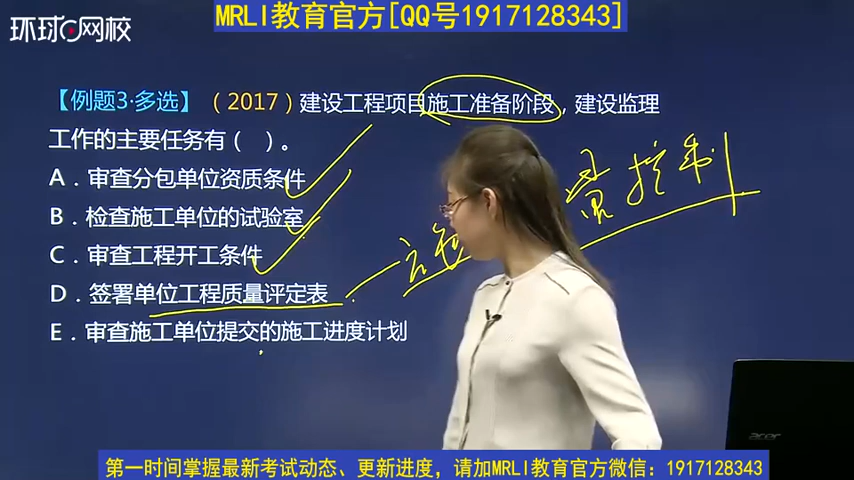 MRLI教育官方[QQ号1917128343]
环球网校
【例题3·多选】（2017）建设工程项目施工准备阶段，建设监理
工作的主要任务有（ ）。
A．审查分包单位资质条件
B．检查施工单位的试验室
C．审查工程开工条件
D．签署单位工程质量评定表
E．审查施工单位提交的施工进度计划
质量控制
acer
第一时间掌握最新考试动态、更新进度，请加MRLI教育官方微信：1917128343